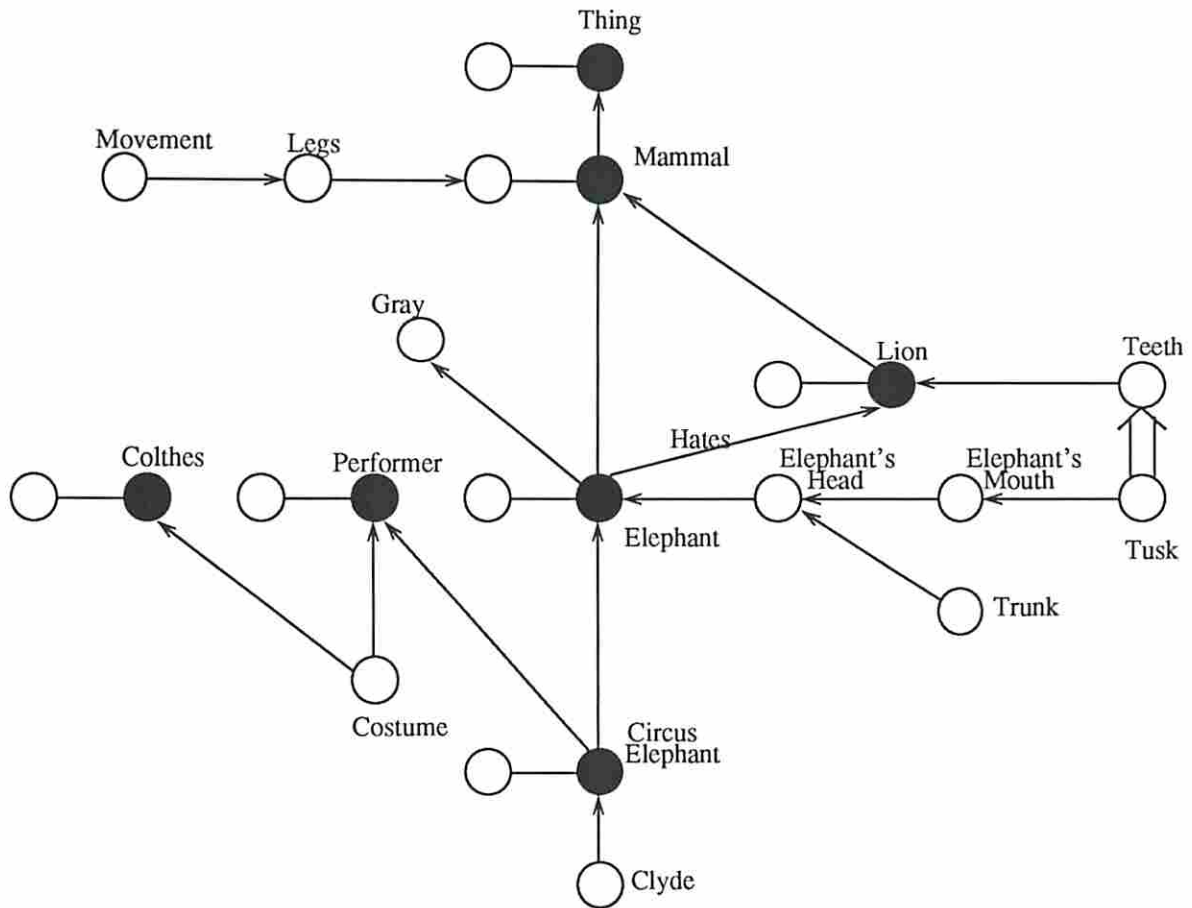 Thing
Movement
Legs
Mammal
Gray
Lion
Teeth
Hates
Colthes
Performer
Elephant's
Head
Elephant's
Mouth
Elephant
Tusk
Trunk
Costume
Circus
Elephant
Clyde